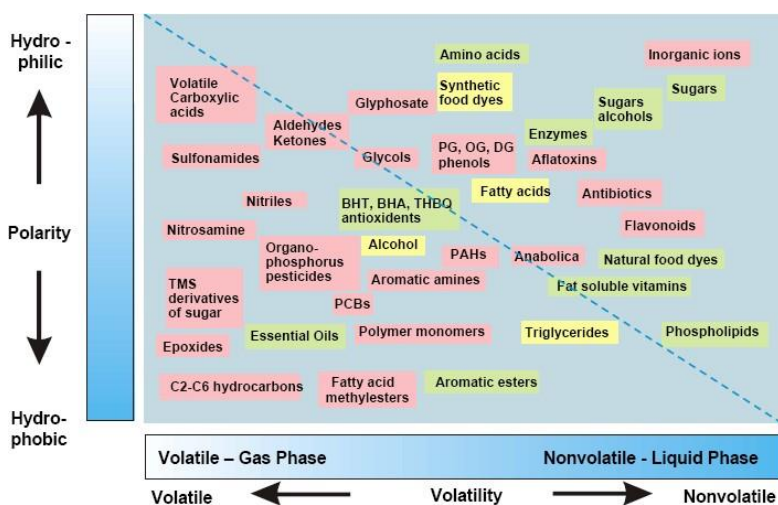 Hydro -
philic
Polarity
Hydro-
phobic
Amino acids
Inorganic ions
Volatile
Carboxylic
acids
Synthetic
food dyes
Sugars
Glyphosate
Sugars
alcohols
Aldehydes
Ketones
Enzymes
Sulfonamids
Glycols
PG, OG, DG
phenols
Aflatoxins
Fatty acids
Antibiotics
Nitriles
BHT, BHA, THBQ
antioxidents
Flavonoids
Nitrosamine
Organo-
phosphorus
pesticides
Alcohol
PAHs
Anabolica
Natural food dyes
TMS
derivatives
of sugar
Aromatic amines
Fat soluble vitamins
PCBs
Essential Oils
Polymer monomers
Triglycerides
Phospholipids
Epoxides
C2-C6 hydrocarbons
Fatty acid
methylesters
Aromatic esters
Volatile – Gas Phase
Nonvolatile - Liquid Phase
Volatile
Volatility
Nonvolatile